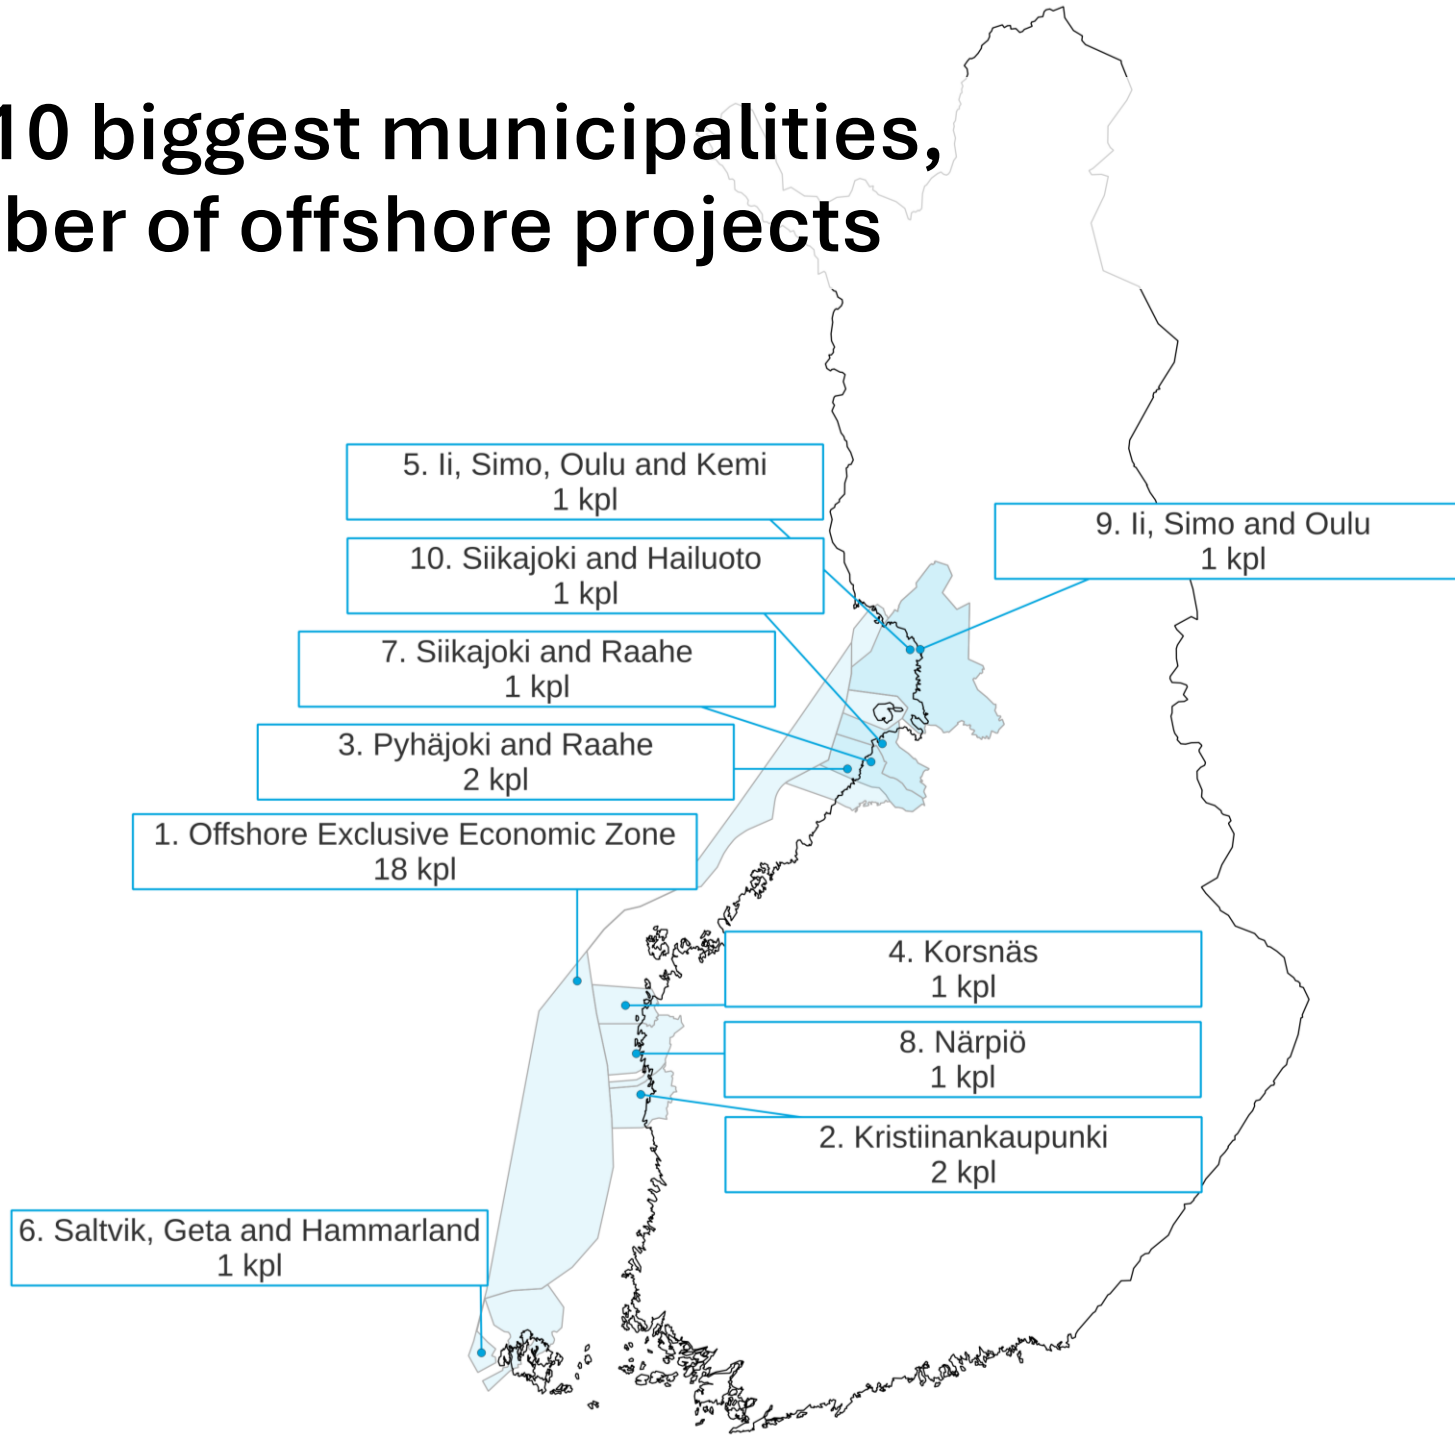 10 biggest municipalities,
ber of offshore projects
5. Ii, Simo, Oulu and Kemi
1 kpl
9. Ii, Simo and Oulu
1 kpl
10. Siikajoki and Hailuoto
1 kpl
7. Siikajoki and Raahe
1 kpl
3. Pyhäjoki and Raahe
2 kpl
1. Offshore Exclusive Economic Zone
18 kpl
4. Korsnäs
1 kpl
8. Närpiö
1 kpl
2. Kristiinankaupunki
2 kpl
6. Saltvik, Geta and Hammarland
1 kpl